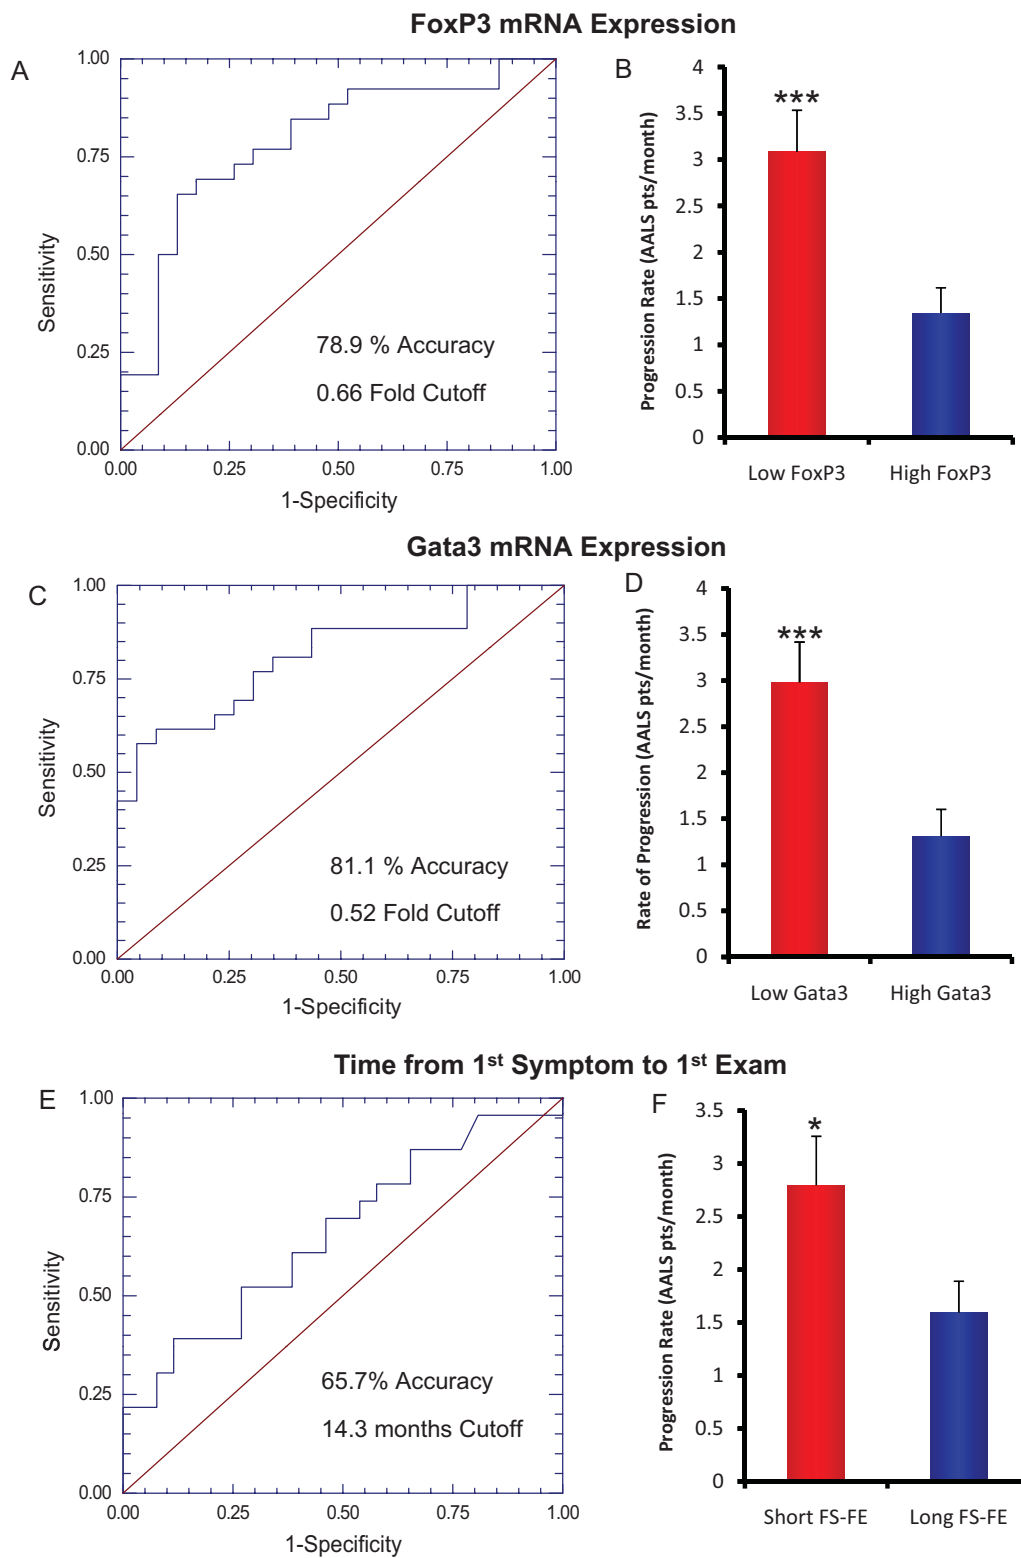 FoxP3 mRNA Expression
A
1.00
0.75
0.50
0.25
0.00
Sensitivity
78.9 % Accuracy
0.66 Fold Cutoff
0.00 0.25 0.50 0.75 1.00
1-Specificity
B
4
3.5
3
2.5
2
1.5
1
0.5
0
Progression Rate (AALS pts/month)
***
Low FoxP3 High FoxP3
Gata3 mRNA Expression
C
1.00
0.75
0.50
0.25
0.00
Sensitivity
81.1 % Accuracy
0.52 Fold Cutoff
0.00 0.25 0.50 0.75 1.00
1-Specificity
D
4
3.5
3
2.5
2
1.5
1
0.5
0
Rate of Progression (AALS pts/month)
***
Low Gata3 High Gata3
Time from 1st Symptom to 1st Exam
E
1.00
0.75
0.50
0.25
0.00
Sensitivity
65.7% Accuracy
14.3 months Cutoff
0.00 0.25 0.50 0.75 1.00
1-Specificity
F
3.5
3
2.5
2
1.5
1
0.5
0
Progression Rate (AALS pts/month)
*
Short FS-FE Long FS-FE